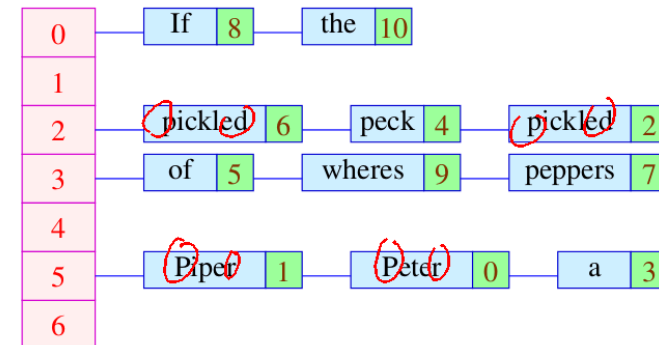 0 If 8 the 10
1
2 pickled 6 peck 4 pickled 2
3 of 5 wheres 9 peppers 7
4
5 Piper 1 Peter 0 a 3
6